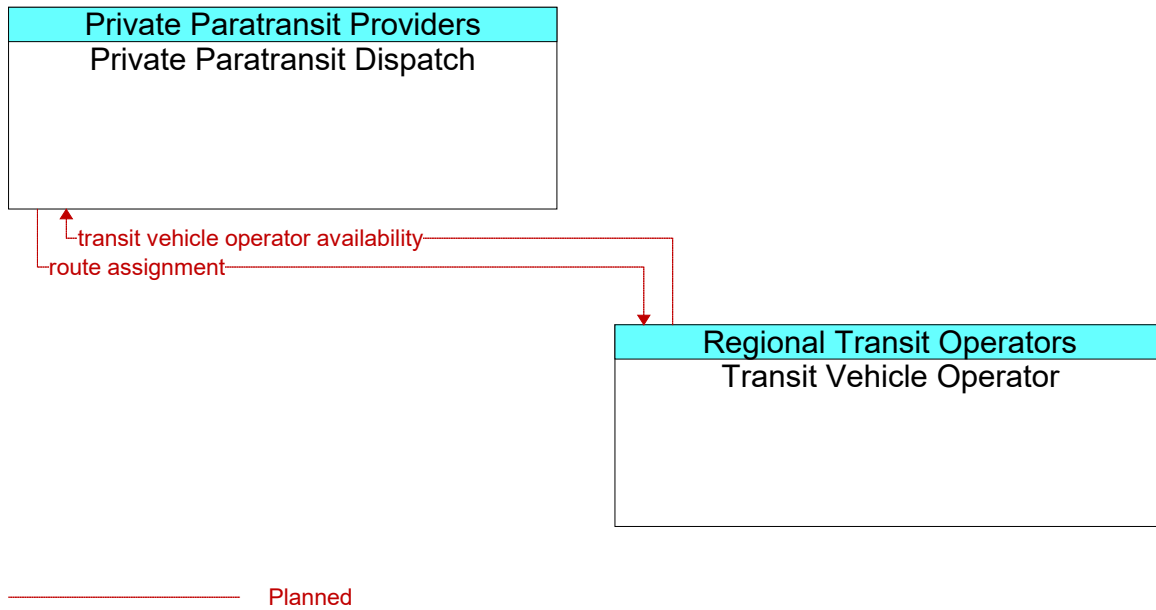 Private Paratransit Providers
Private Paratransit Dispatch
transit vehicle operator availability
route assignment
Regional Transit Operators
Transit Vehicle Operator
Planned